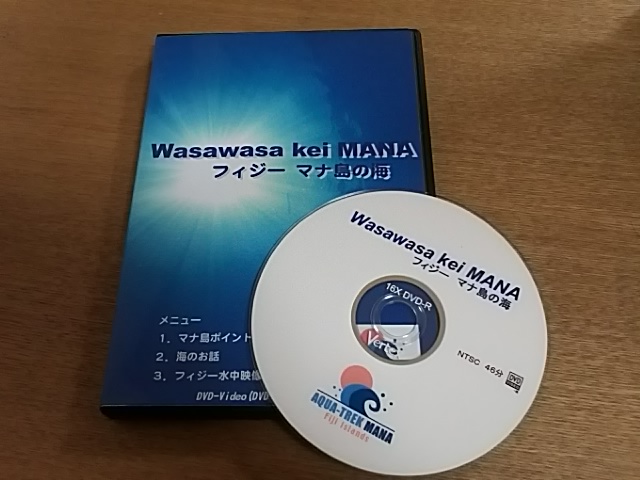 Wasawasa kei MANA
フィジー マナ島の海
メニュー
1．マナ島ポイント
2．海のお話
3．フィジー水中映像
DVD-Video(DVD
Wasawasa kei MANA
フィジー マナ島の海
16X DVD-R
NTSC 46分
DVD
AQUA-TREK MANA
Fiji Islands